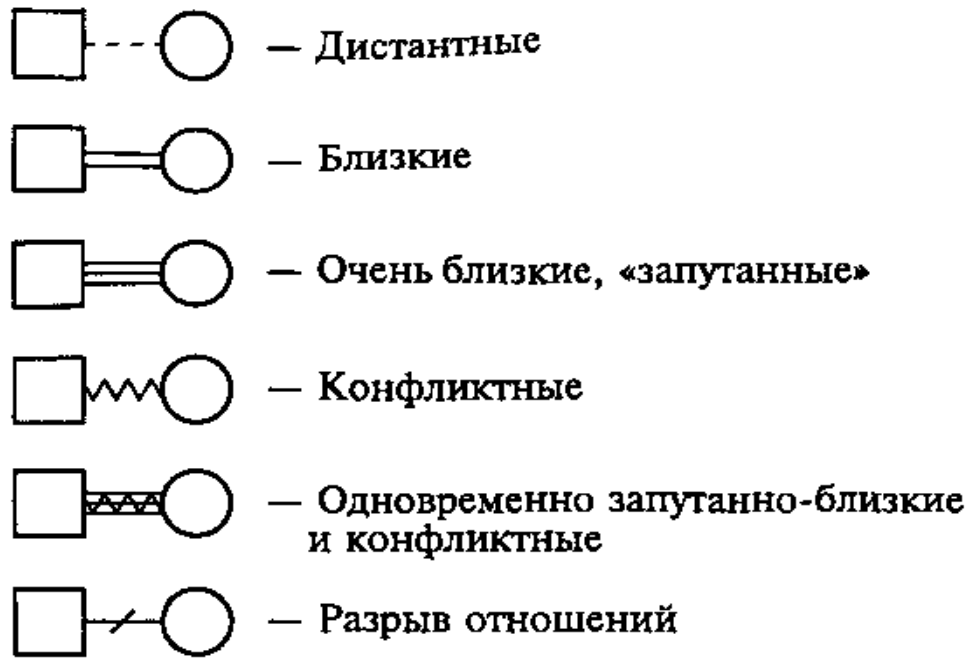 — Дистантные
— Близкие
— Очень близкие, «запутанные»
— Конфликтные
— Одновременно запутанно-близкие
и конфликтные
— Разрыв отношений